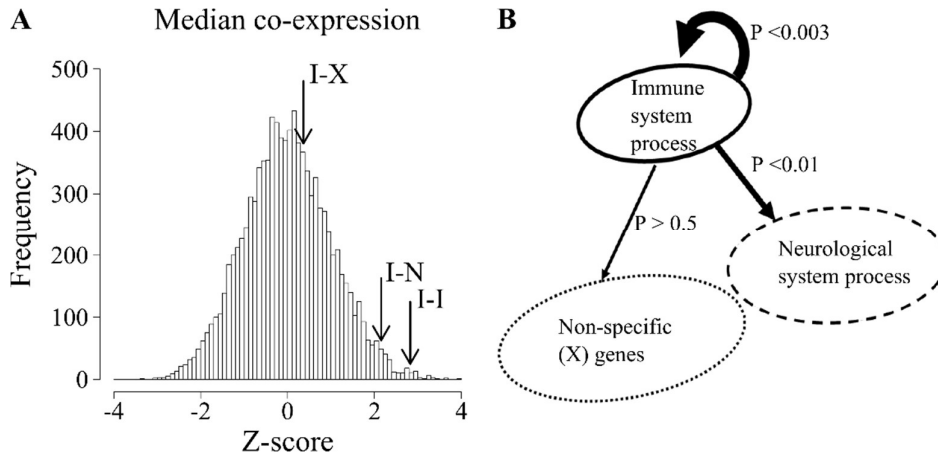 A
Median co-expression
500
400
300
200
100
0
Frequency
-4
-2
0
2
4
Z-score
I-X
I-N
I-I
B
P <0.003
Immune
system
process
P <0.01
P > 0.5
Neurological
system process
Non-specific
(X) genes